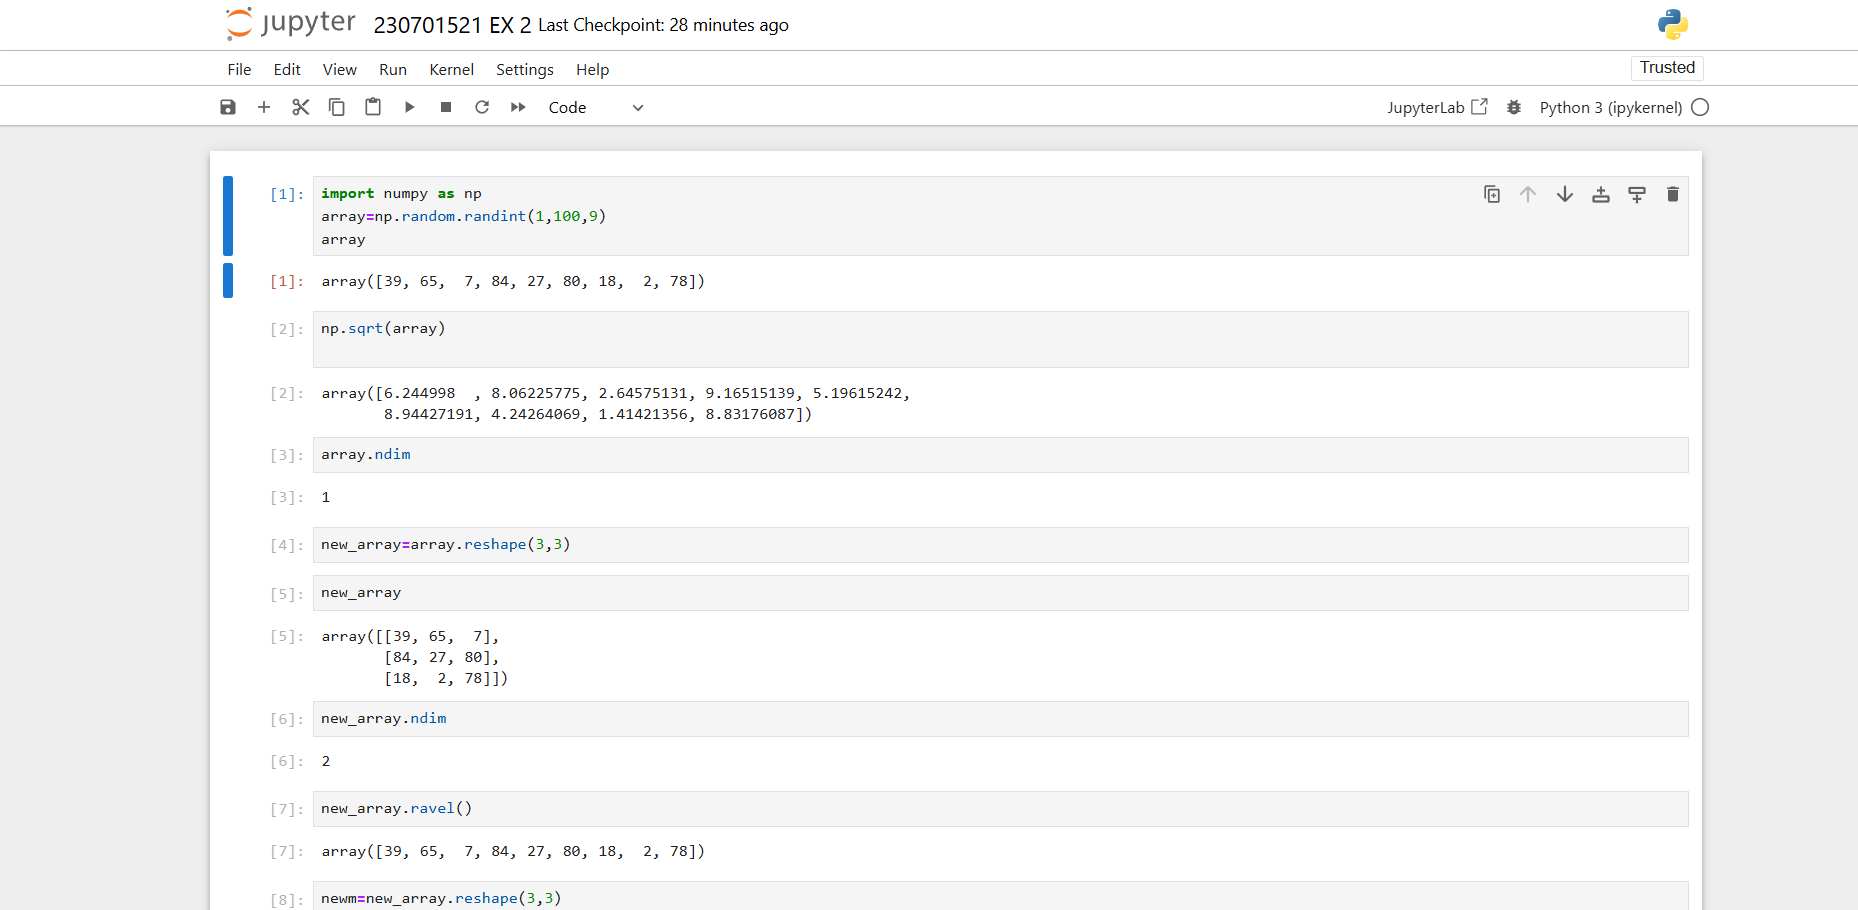 jupyter 230701521 EX 2 Last Checkpoint: 28 minutes ago
File Edit View Run Kernel Settings Help
Trusted
Code
JupyterLab Python 3 (ipykernel)
[1]: import numpy as np
array=np.random.randint(1,100,9)
array
[1]: array([39, 65,  7, 84, 27, 80, 18,  2, 78])
[2]: np.sqrt(array)
[2]: array([6.244998  , 8.06225775, 2.64575131, 9.16515139, 5.19615242,
8.94427191, 4.24264069, 1.41421356, 8.83176087])
[3]: array.ndim
[3]: 1
[4]: new_array=array.reshape(3,3)
[5]: new_array
[5]: array([[39, 65,  7],
[84, 27, 80],
[18,  2, 78]])
[6]: new_array.ndim
[6]: 2
[7]: new_array.ravel()
[7]: array([39, 65,  7, 84, 27, 80, 18,  2, 78])
[8]: newm=new_array.reshape(3,3)